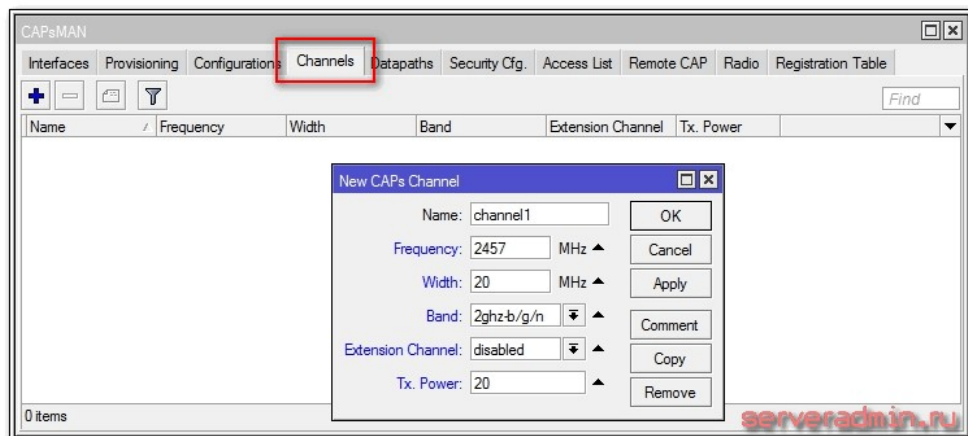 CAPsMAN
Interfaces Provisioning Configurations Channels Datapaths Security Cfg. Access List Remote CAP Radio Registration Table
Find
Name Frequency Width Band Extension Channel Tx. Power
New CAPs Channel
Name: channel1 OK
Frequency: 2457 MHz Cancel
Width: 20 MHz Apply
Band: 2ghz-b/g/n
Comment
Extension Channel: disabled
Copy
Tx. Power: 20
Remove
0 items
serveradmin.ru